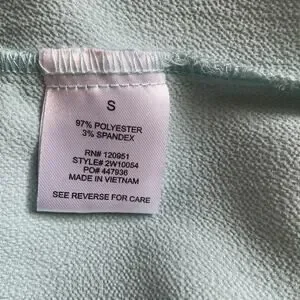 S
97% POLYESTER
3% SPANDEX
RN# 120951
STYLE# 2W10054
PO# 447936
MADE IN VIETNAM
SEE REVERSE FOR CARE